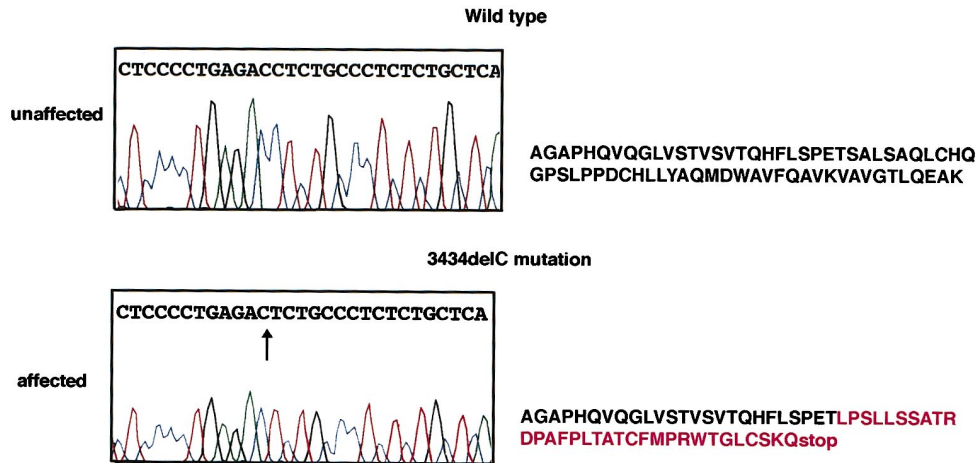 Wild type
CTCCCCTGAGACCTCTGCCCTCTCTGCTCA
unaffected
AGAPHQVQGLVSTVSVTQHFLSPETSALSAQLCHQ
GPSLPPDCHLLYAQMDWAVFQAVKVAVGTLQEAK
3434delC mutation
CTCCCCTGAGACTCTGCCCTCTCTGCTCA
affected
AGAPHQVQGLVSTVSVTQHFLSPETLPSLLSSATR
DPAFPLTATCFMPRWTGLCSKQstop